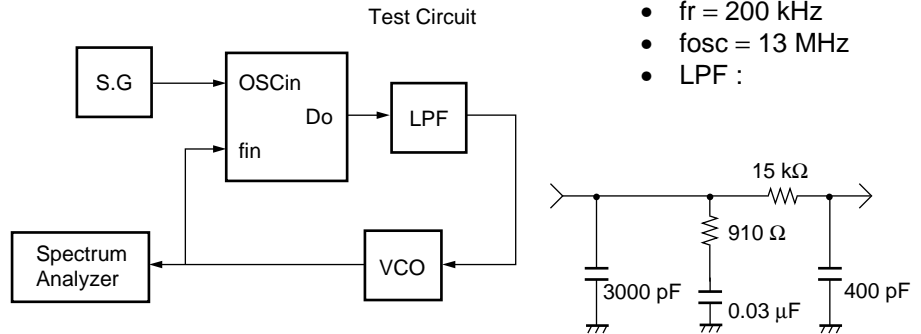 Test Circuit
S.G
OSCin
Do
fin
LPF
Spectrum
Analyzer
VCO
• fr = 200 kHz
• fosc = 13 MHz
• LPF :
15 kΩ
910 Ω
3000 pF
0.03 µF
400 pF